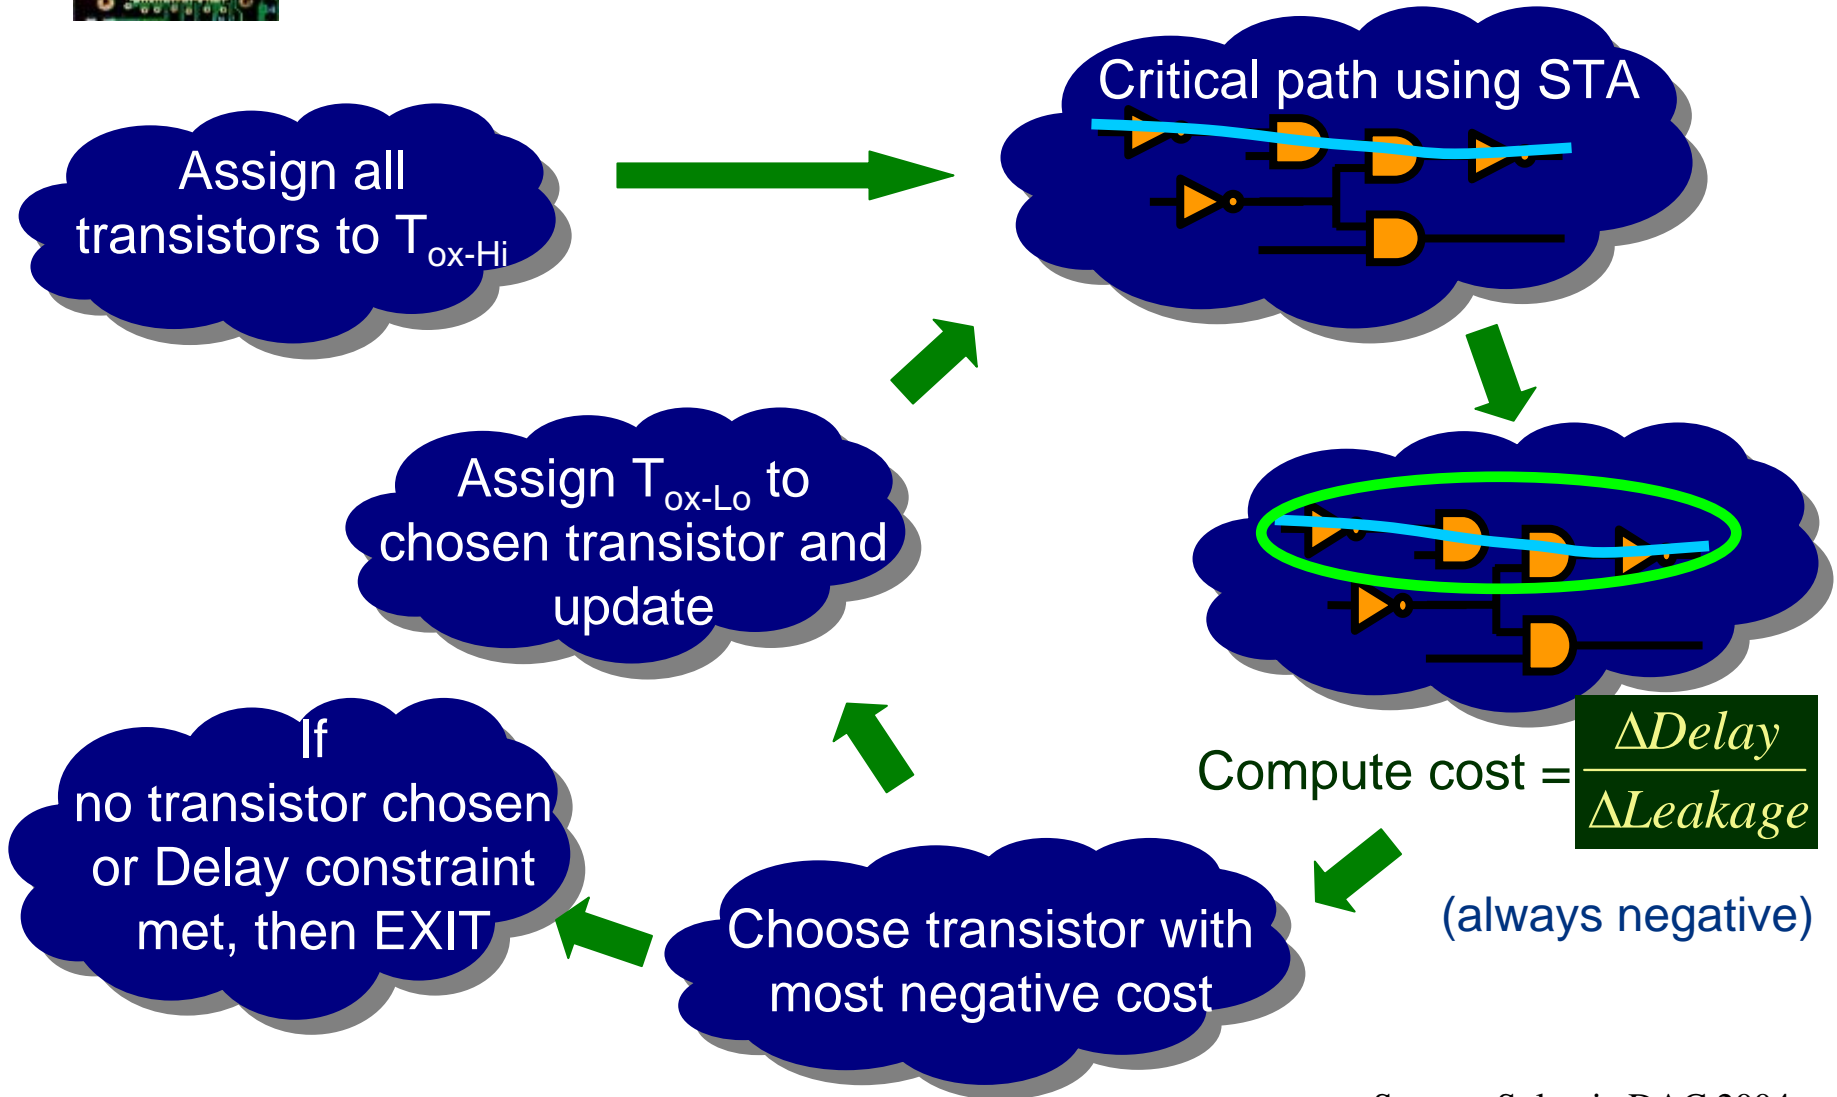 Critical path using STA
Assign all
transistors to Tox-Hi
Assign Tox-Lo to
chosen transistor and
update
Compute cost = ΔDelay / ΔLeakage
(always negative)
If
no transistor chosen
or Delay constraint
met, then EXIT
Choose transistor with
most negative cost
DAC 2004